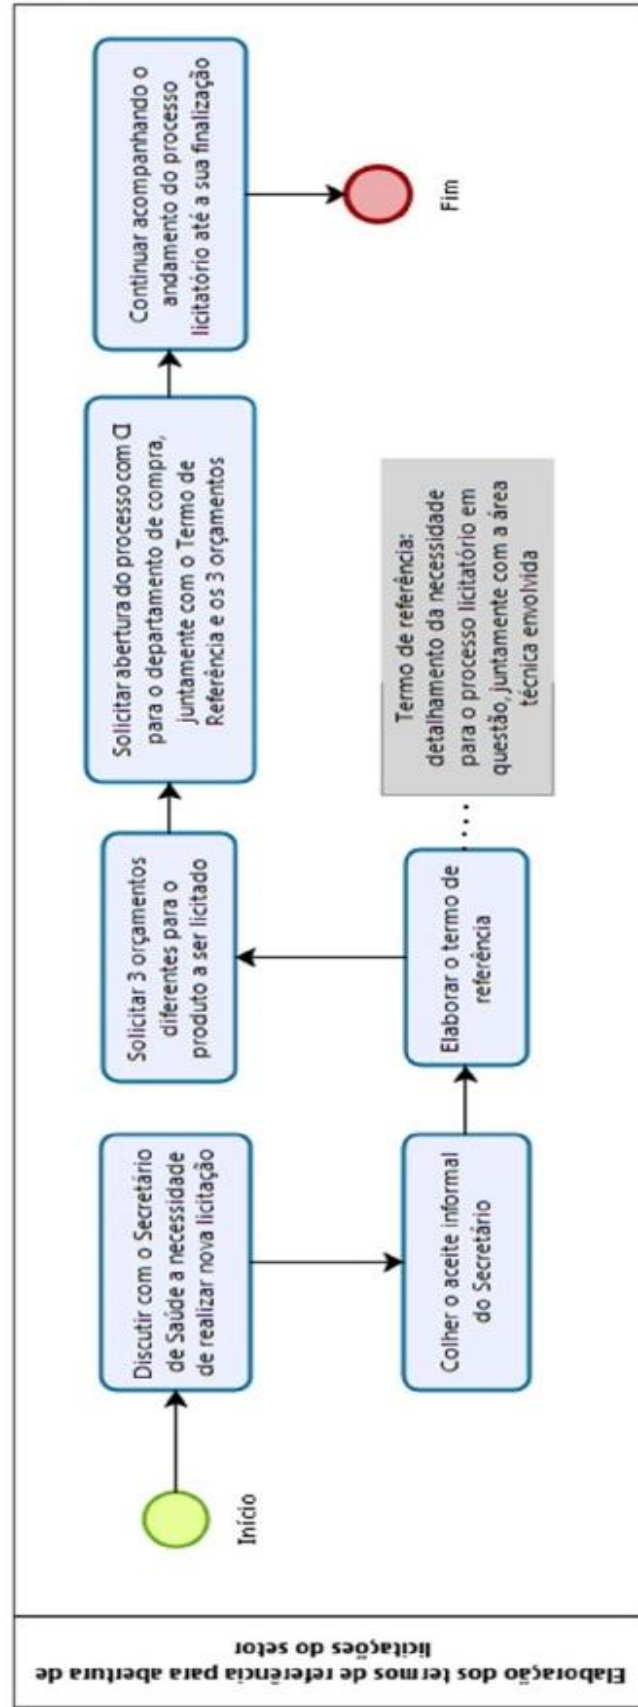 Elaboração dos termos de referência para abertura de
licitações do setor
Início
Discutir com o Secretário
de Saúde a necessidade
de realizar nova licitação
Colher o aceite informal
do Secretário
Elaborar o termo de
referência
Termo de referência:
detalhamento da necessidade
para o processo licitatório em
questão, juntamente com a área
técnica envolvida
Solicitar 3 orçamentos
diferentes para o
produto a ser licitado
Solicitar abertura do processo com CI
para o departamento de compra,
juntamente com o Termo de
Referência e os 3 orçamentos
Continuar acompanhando o
andamento do processo
licitatório até a sua finalização
Fim